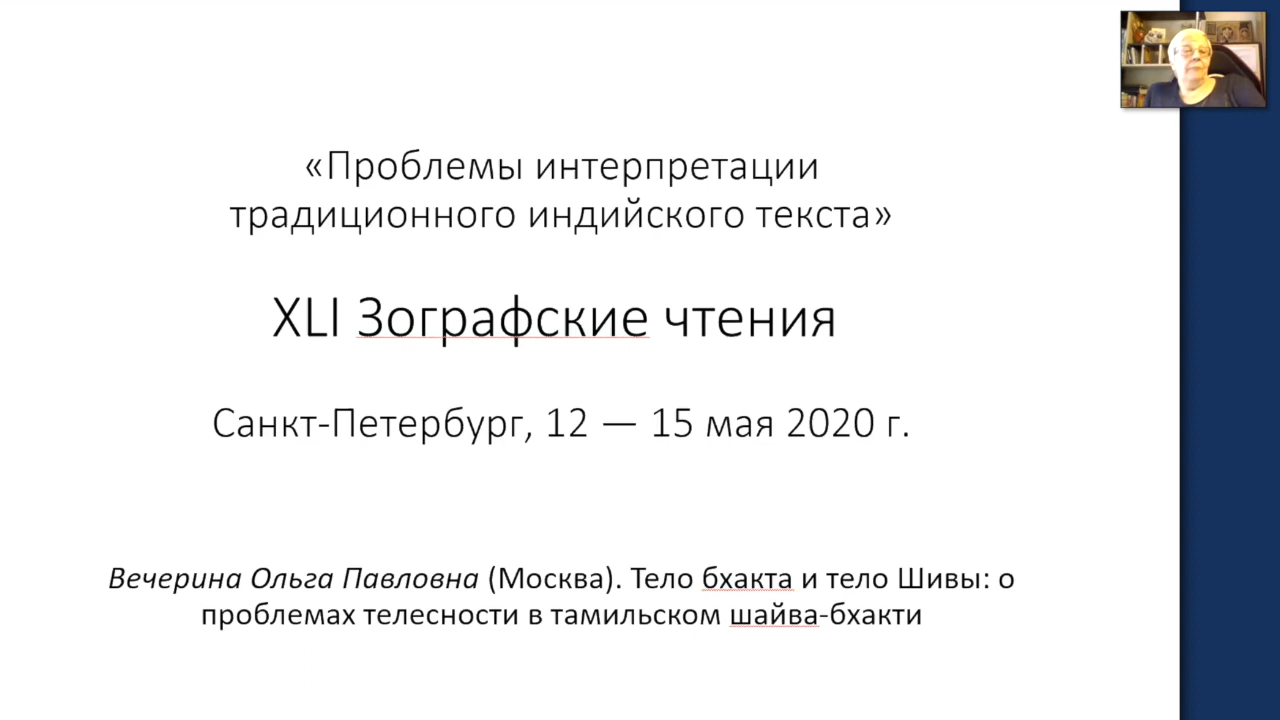 «Проблемы интерпретации
традиционного индийского текста»
XLI Зографские чтения
Санкт-Петербург, 12 — 15 мая 2020 г.
Вечерина Ольга Павловна (Москва). Тело бхакта и тело Шивы: о
проблемах телесности в тамильском шайва-бхакти